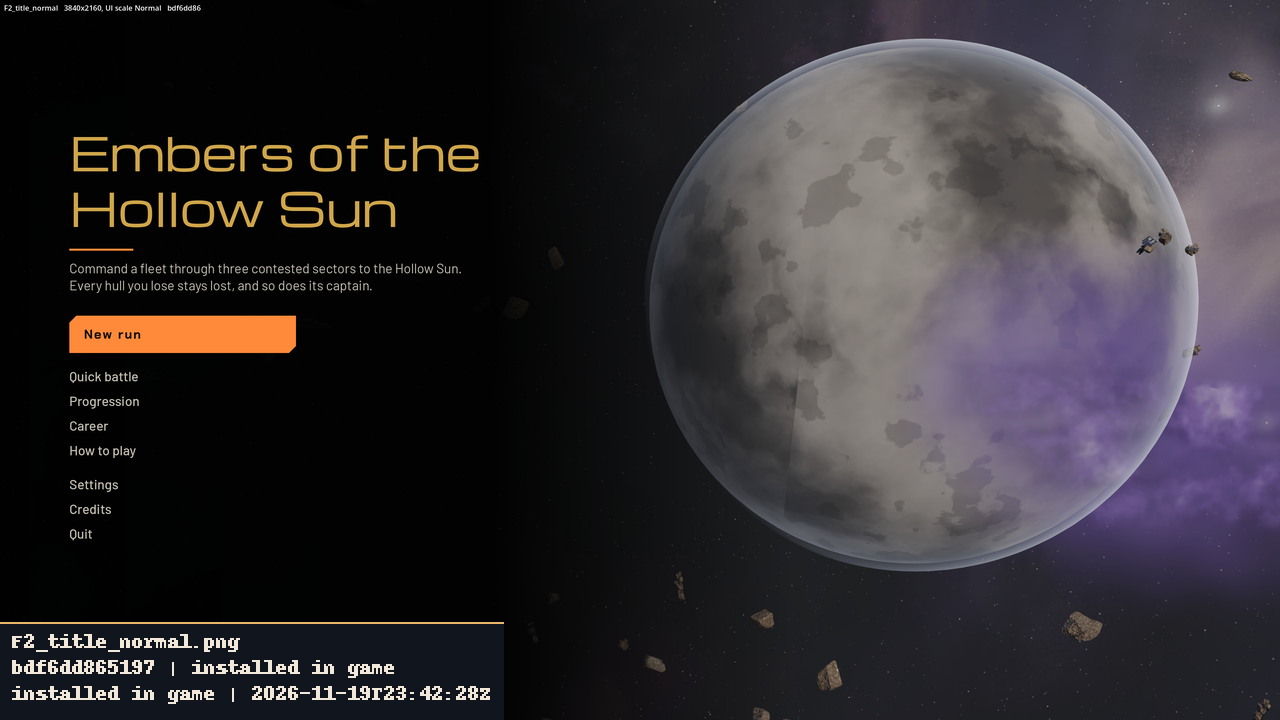 F2_title_normal 3840x2160, UI scale Normal bdf6dd86
Embers of the
Hollow Sun
Command a fleet through three contested sectors to the Hollow Sun.
Every hull you lose stays lost, and so does its captain.
New run
Quick battle
Progression
Career
How to play
Settings
Credits
Quit
F2_title_normal.png
bdf6dd865197 | installed in game
installed in game | 2026-11-19T23:42:28Z